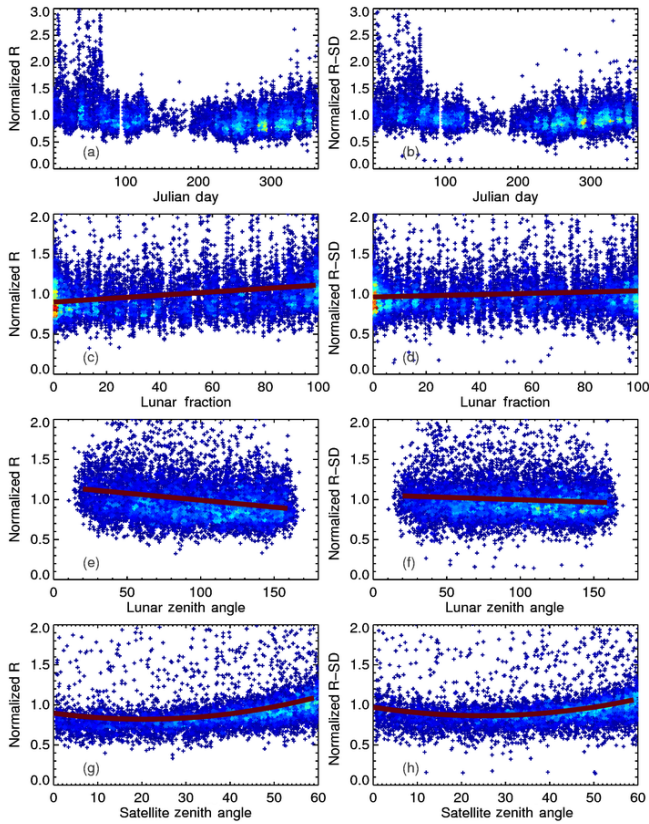 3.0 3.0
2.5 2.5
2.0 2.0
1.5 1.5
1.0 1.0
0.5 0.5
0.0 0.0
Normalized R Normalized R-SD
(a) (b)
100 200 300 100 200 300
Julian day Julian day
2.0 2.0
1.5 1.5
1.0 1.0
0.5 0.5
0.0 0.0
Normalized R Normalized R-SD
(c) (d)
0 20 40 60 80 100 0 20 40 60 80 100
Lunar fraction Lunar fraction
2.0 2.0
1.5 1.5
1.0 1.0
0.5 0.5
0.0 0.0
Normalized R Normalized R-SD
(e) (f)
0 50 100 150 0 50 100 150
Lunar zenith angle Lunar zenith angle
2.0 2.0
1.5 1.5
1.0 1.0
0.5 0.5
0.0 0.0
Normalized R Normalized R-SD
(g) (h)
0 10 20 30 40 50 60 0 10 20 30 40 50 60
Satellite zenith angle Satellite zenith angle